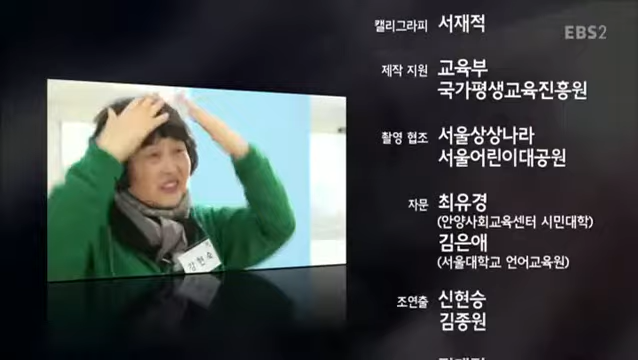 EBS2
캘리그라피 서재적
제작 지원 교육부
국가평생교육진흥원
촬영 협조 서울상상나라
서울어린이대공원
자문 최유경
(안양사회교육센터 시민대학)
김은애
(서울대학교 언어교육원)
조연출 신현승
김종원
강현숙